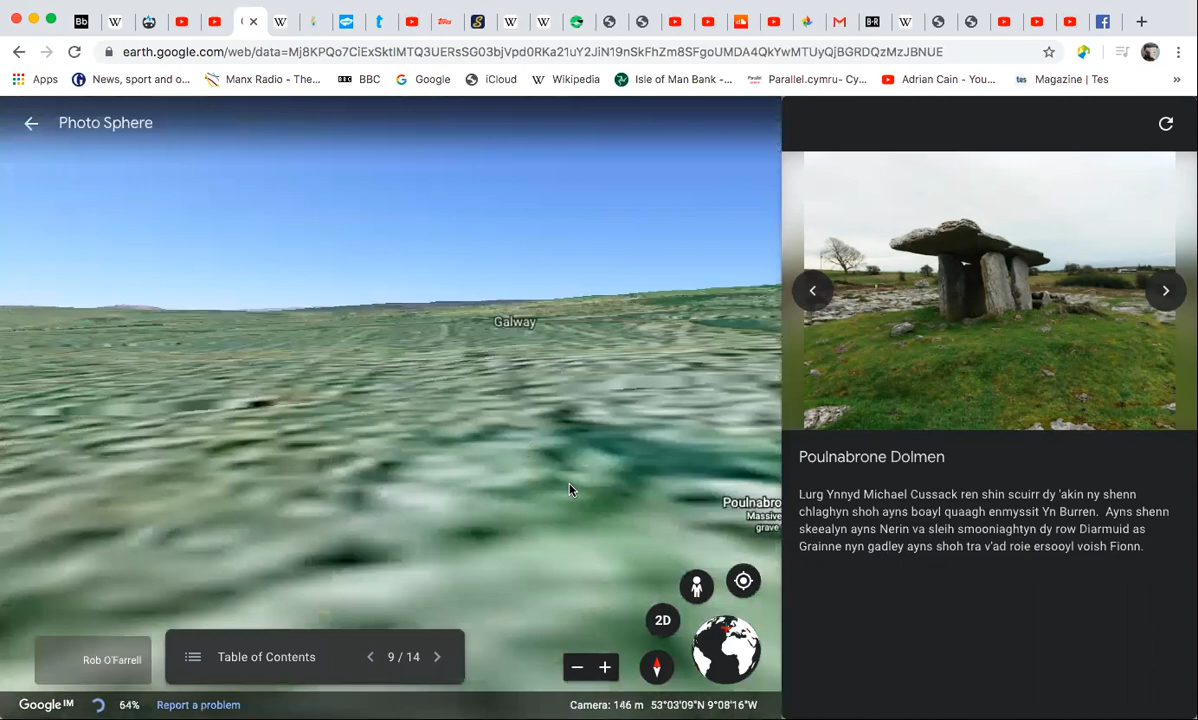 earth.google.com/web/data=Mj8KPQo7CiExSktlMTQ3UERsSG03bjVpd0RKa21uY2JiN19nSkFhZm8SFgoUMDA4QkYwMTUyQjBGRDQzMzJBNUE
Apps News, sport and o... Manx Radio - The... BBC BBC Google iCloud W Wikipedia Isle of Man Bank -... Parallel.cymru- Cy... Adrian Cain - You... tes Magazine | Tes »
Photo Sphere
Galway
Poulnabro
Massive
grave
Poulnabrone Dolmen
Lurg Ynnyd Michael Cussack ren shin scuirr dy 'akin ny shenn
chlaghyn shoh ayns boayl quaagh enmyssit Yn Burren. Ayns shenn
skeealyn ayns Nerin va sleih smooniaghtyn dy row Diarmuid as
Grainne nyn gadley ayns shoh tra v'ad roie ersooyl voish Fionn.
2D
Rob O'Farrell
Table of Contents
9 / 14
Google™ 64% Report a problem
Camera: 146 m 53°03'09"N 9°08'16"W